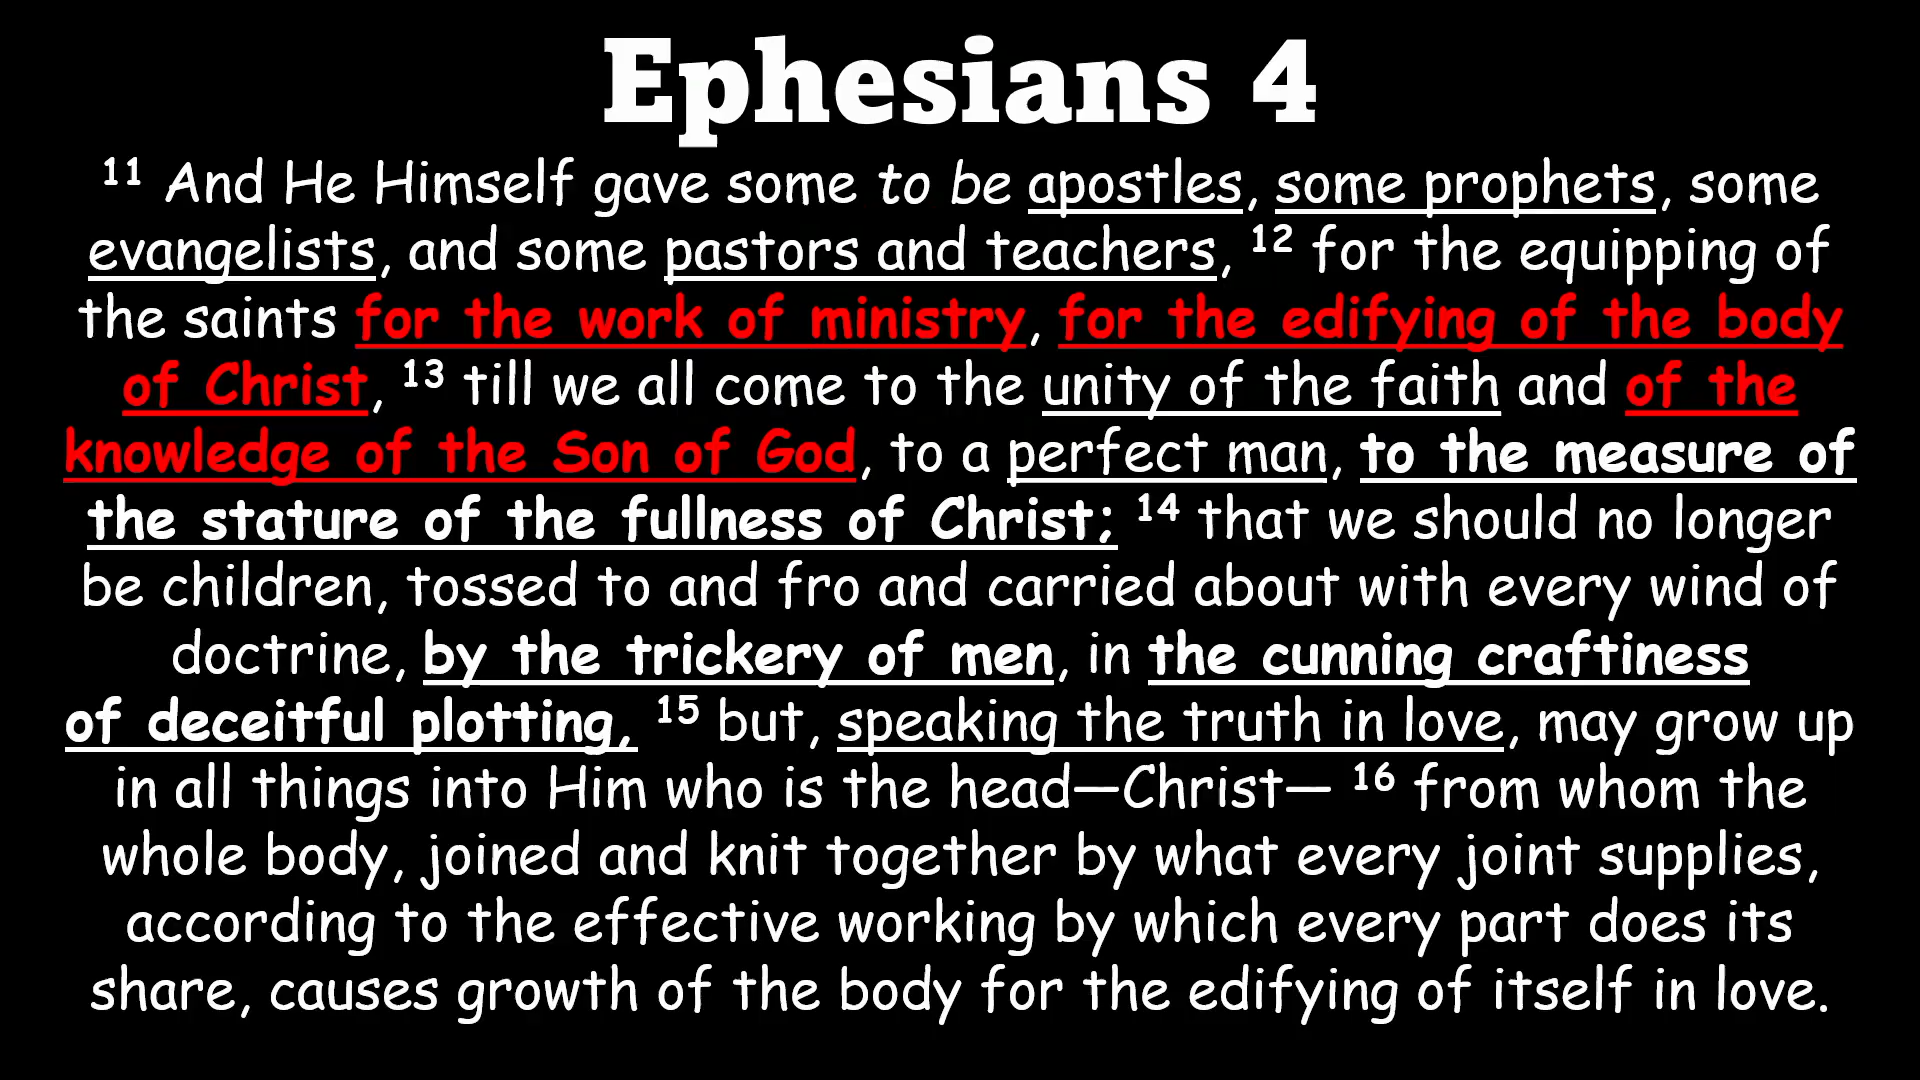 Ephesians 4
11 And He Himself gave some to be apostles, some prophets, some
evangelists, and some pastors and teachers, 12 for the equipping of
the saints for the work of ministry, for the edifying of the body
of Christ, 13 till we all come to the unity of the faith and of the
knowledge of the Son of God, to a perfect man, to the measure of
the stature of the fullness of Christ; 14 that we should no longer
be children, tossed to and fro and carried about with every wind of
doctrine, by the trickery of men, in the cunning craftiness
of deceitful plotting, 15 but, speaking the truth in love, may grow up
in all things into Him who is the head—Christ— 16 from whom the
whole body, joined and knit together by what every joint supplies,
according to the effective working by which every part does its
share, causes growth of the body for the edifying of itself in love.